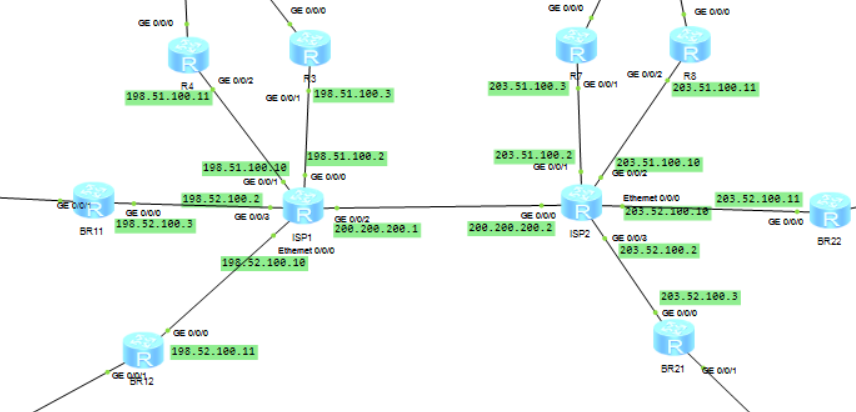 GE 0/0/0
GE 0/0/0
GE 0/0/0
GE 0/0/0
R
R4
GE 0/0/2
198.51.100.11
R
R3
GE 0/0/1
198.51.100.3
R
R7
GE 0/0/1
203.51.100.3
R
R8
GE 0/0/2
203.51.100.11
198.51.100.2
GE 0/0/0
198.51.100.10
GE 0/0/1
203.51.100.2
GE 0/0/1
203.51.100.10
GE 0/0/2
GE 0/0/1
R
BR11
GE 0/0/0
198.52.100.3
198.52.100.2
GE 0/0/3
R
ISP1
GE 0/0/2
200.200.200.1
Ethernet 0/0/0
198.52.100.10
GE 0/0/0
200.200.200.2
R
ISP2
Ethernet 0/0/0
203.52.100.10
203.52.100.11
GE 0/0/0
R
BR22
GE 0/0/3
203.52.100.2
GE 0/0/0
198.52.100.11
R
GE 0/0/1
BR12
203.52.100.3
GE 0/0/0
R
BR21
GE 0/0/1